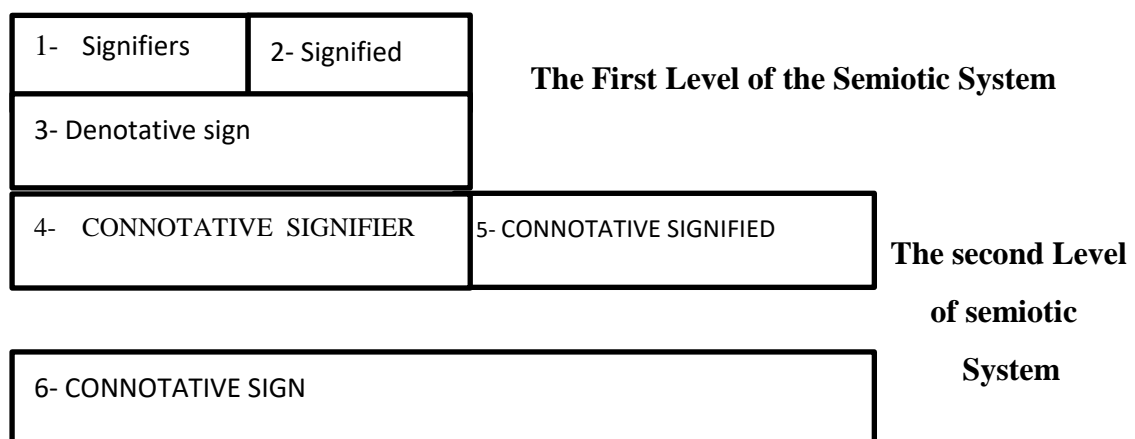 1- Signifiers
2- Signified
The First Level of the Semiotic System
3- Denotative sign
4- CONNOTATIVE SIGNIFIER
5- CONNOTATIVE SIGNIFIED
The second Level
of semiotic
System
6- CONNOTATIVE SIGN